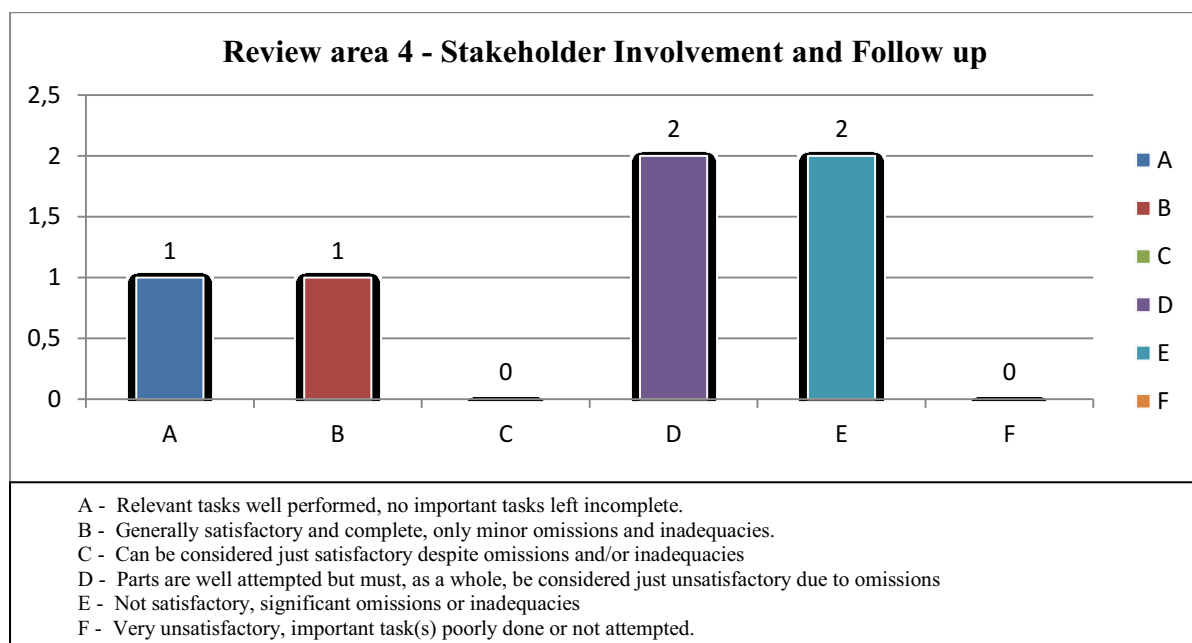 Review area 4 - Stakeholder Involvement and Follow up
2,5
2
1,5
1
0,5
0
1
1
0
2
2
0
A
B
C
D
E
F
A
B
C
D
E
F
A - Relevant tasks well performed, no important tasks left incomplete.
B - Generally satisfactory and complete, only minor omissions and inadequacies.
C - Can be considered just satisfactory despite omissions and/or inadequacies
D - Parts are well attempted but must, as a whole, be considered just unsatisfactory due to omissions
E - Not satisfactory, significant omissions or inadequacies
F - Very unsatisfactory, important task(s) poorly done or not attempted.